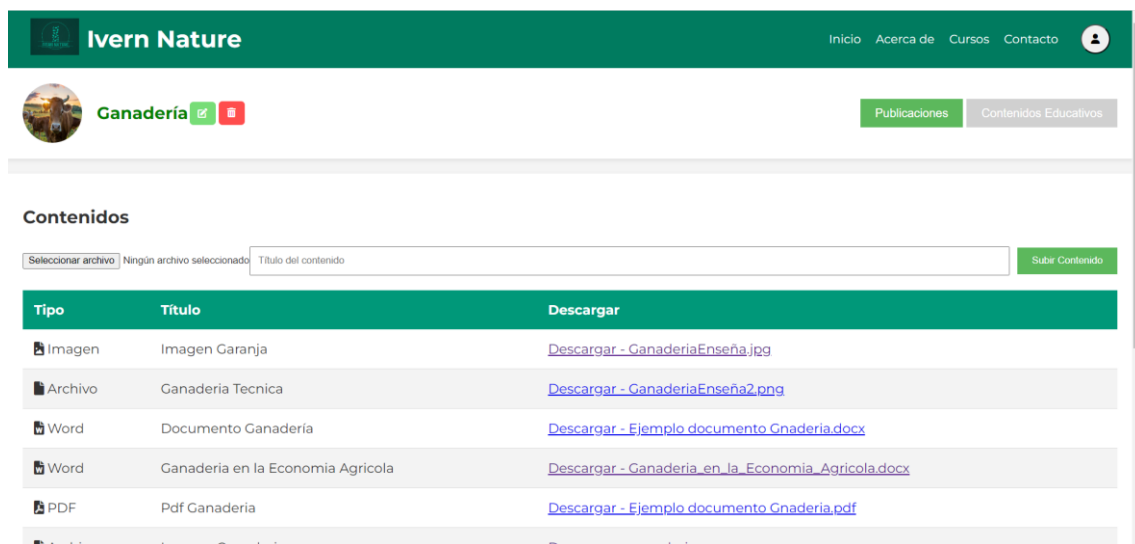 Ivern Nature
Inicio Acerca de Cursos Contacto
Ganadería
Publicaciones Contenidos Educativos
Contenidos
Seleccionar archivo Ningún archivo seleccionado Título del contenido Subir Contenido
Tipo Título Descargar
Imagen Imagen Garanja Descargar - GanaderiaEnseña.jpg
Archivo Ganaderia Tecnica Descargar - GanaderiaEnseña2.png
Word Documento Ganadería Descargar - Ejemplo documento Gnaderia.docx
Word Ganaderia en la Economia Agricola Descargar - Ganaderia_en_la_Economia_Agricola.docx
PDF Pdf Ganaderia Descargar - Ejemplo documento Gnaderia.pdf